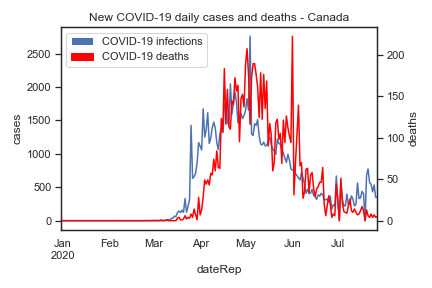 New COVID-19 daily cases and deaths - Canada
COVID-19 infections
COVID-19 deaths
2500
2000
1500
1000
500
0
cases
200
150
100
50
0
deaths
Jan Feb Mar Apr May Jun Jul
2020
dateRep